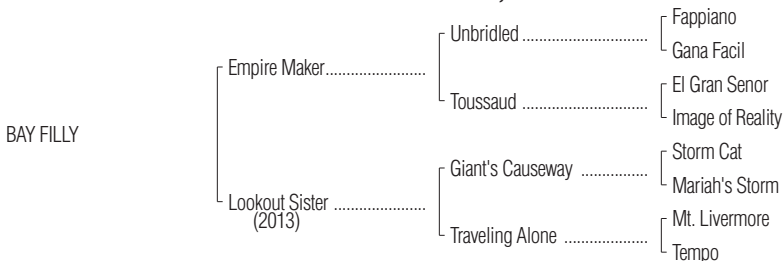 Fappiano
Unbridled ................................
Gana Facil
Empire Maker.........................
El Gran Senor
Toussaud ................................
Image of Reality
BAY FILLY
Storm Cat
Giant's Causeway .................
Mariah's Storm
Lookout Sister .......................
(2013)
Mt. Livermore
Traveling Alone .....................
Tempo